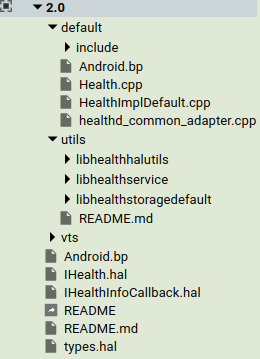 2.0
default
include
Android.bp
Health.cpp
HealthImplDefault.cpp
healthd_common_adapter.cpp
utils
libhealthhalutils
libhealthservice
libhealthstoragedefault
README.md
vts
Android.bp
IHealth.hal
IHealthInfoCallback.hal
README
README.md
types.hal